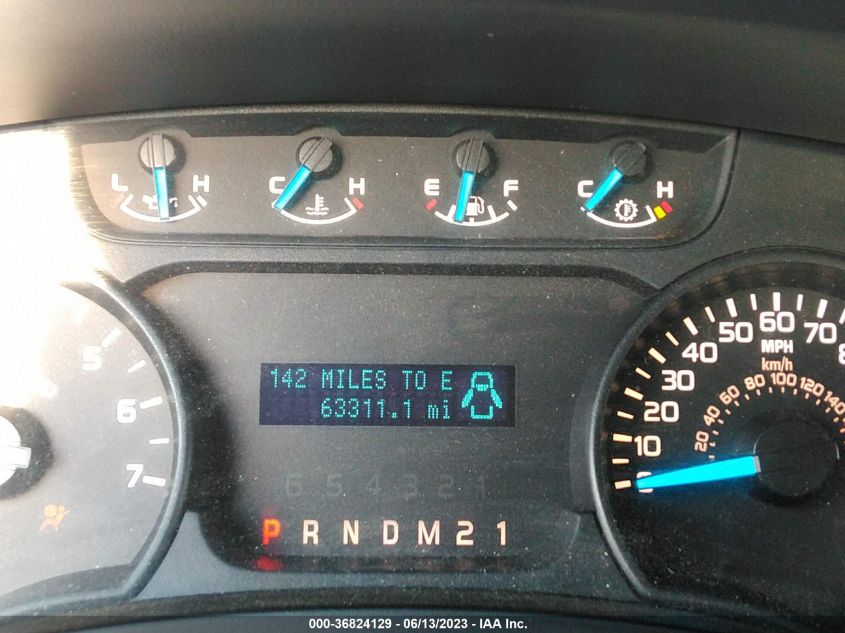 L H C H E F C H
5
6
7
142 MILES TO E
63311.1 mi
6 5 4 3 2 1
P R N D M 2 1
0 10 20 30 40 50 60 70 8
MPH
km/h
20 40 60 80 100 120 140
000-36824129 - 06/13/2023 - IAA Inc.